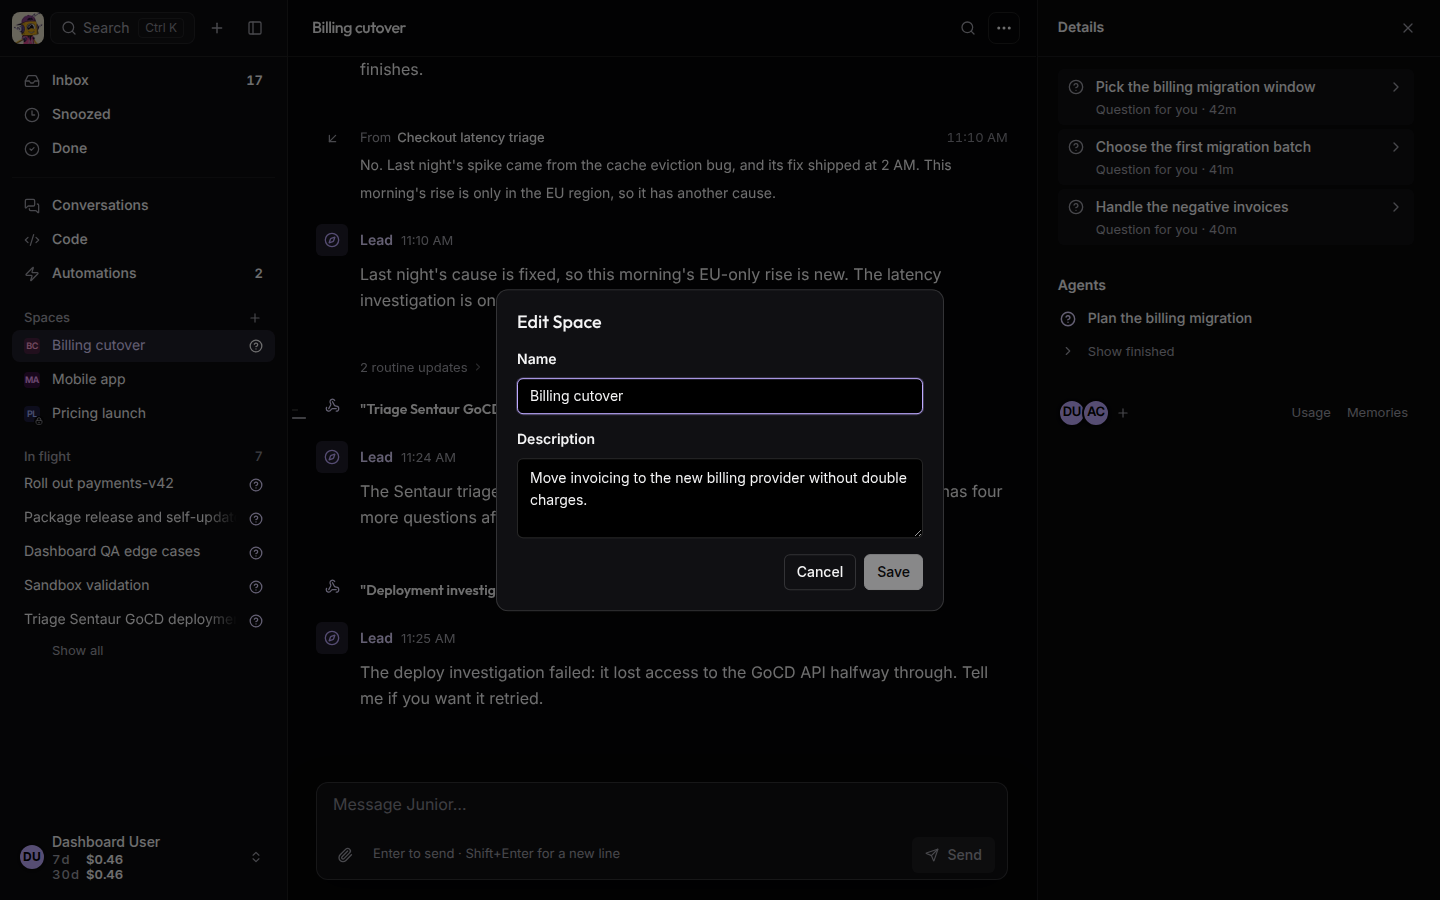 Search
Ctrl K
Inbox
17
Snoozed
Done
Conversations
Code
Automations
2
Spaces
BC
Billing cutover
MA
Mobile app
PL
Pricing launch
In flight
7
Roll out payments-v42
Package release and self-updat
Dashboard QA edge cases
Sandbox validation
Triage Sentaur GoCD deployme
Show all
DU
Dashboard User
7d $0.46
30d $0.46
Billing cutover
finishes.
From Checkout latency triage
11:10 AM
No. Last night's spike came from the cache eviction bug, and its fix shipped at 2 AM. This
morning's rise is only in the EU region, so it has another cause.
Lead 11:10 AM
Last night's cause is fixed, so this morning's EU-only rise is new. The latency
investigation is on
2 routine updates
"Triage Sentaur GoCD
Lead 11:24 AM
The Sentaur triage
has four
more questions af
"Deployment investig
Lead 11:25 AM
The deploy investigation failed: it lost access to the GoCD API halfway through. Tell
me if you want it retried.
Message Junior...
Enter to send · Shift+Enter for a new line
Send
Edit Space
Name
Billing cutover
Description
Move invoicing to the new billing provider without double
charges.
Cancel
Save
Details
Pick the billing migration window
Question for you · 42m
Choose the first migration batch
Question for you · 41m
Handle the negative invoices
Question for you · 40m
Agents
Plan the billing migration
Show finished
DU
AC
Usage
Memories